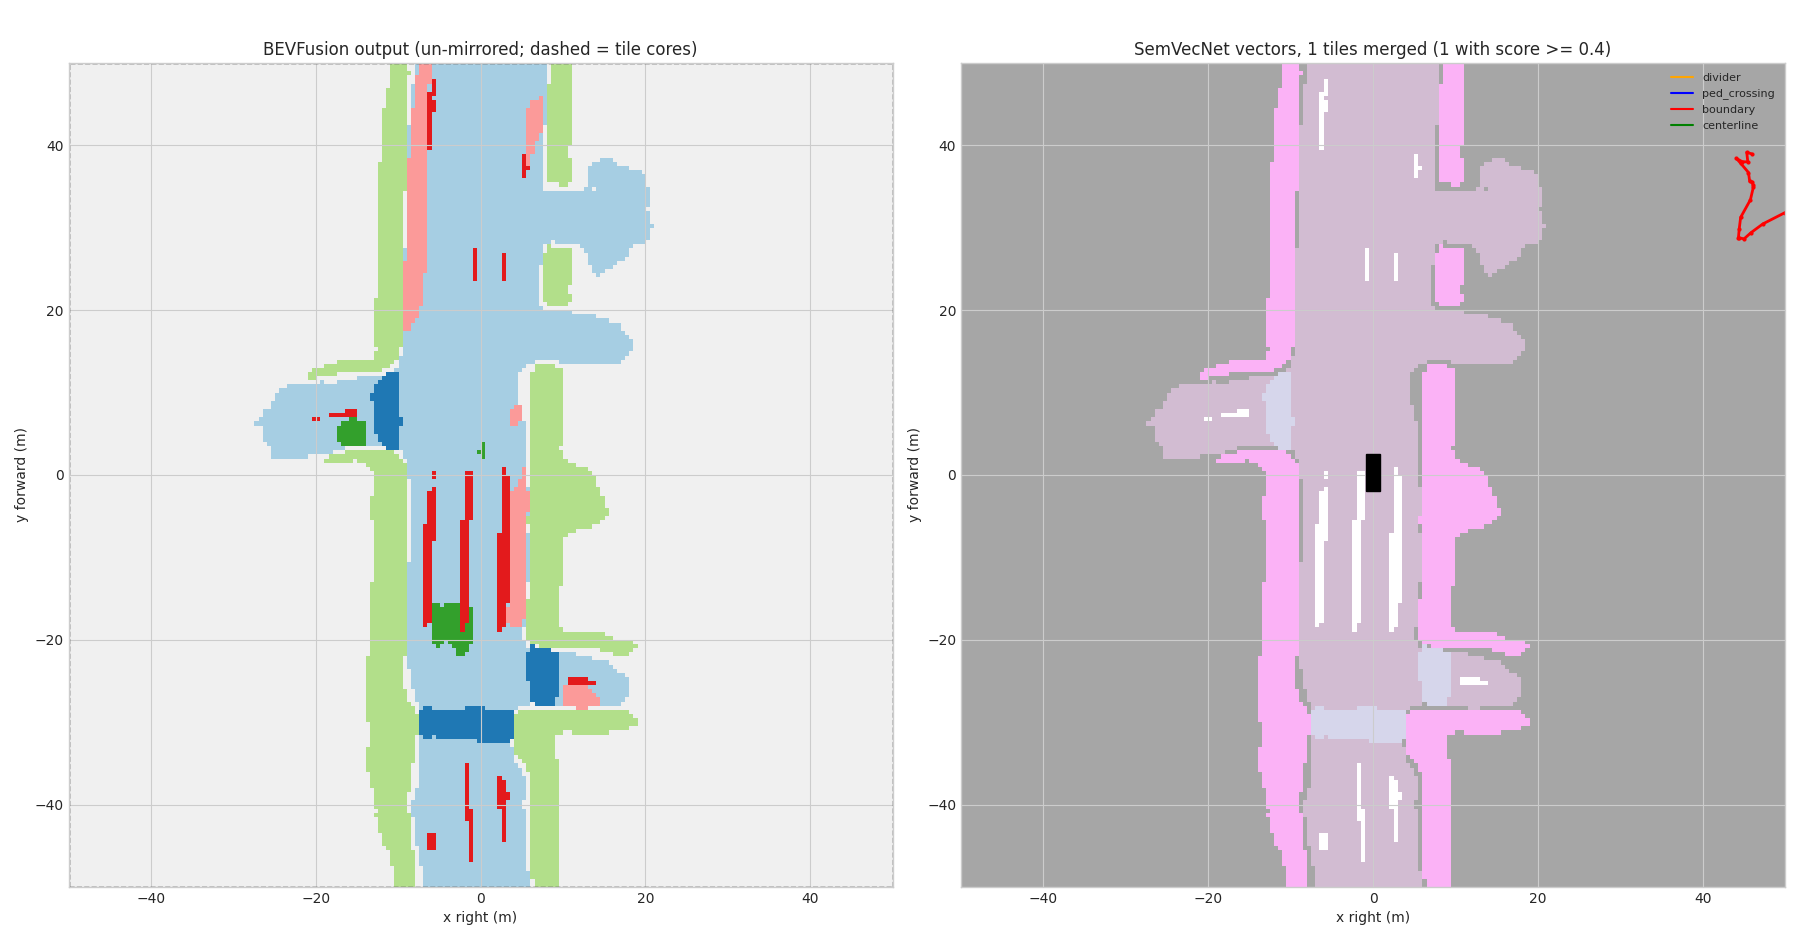 BEVFusion output (un-mirrored; dashed = tile cores)
40
20
0
−20
−40
y forward (m)
−40
−20
0
20
40
x right (m)
SemVecNet vectors, 1 tiles merged (1 with score >= 0.4)
divider
ped_crossing
boundary
centerline
40
20
0
−20
−40
y forward (m)
−40
−20
0
20
40
x right (m)